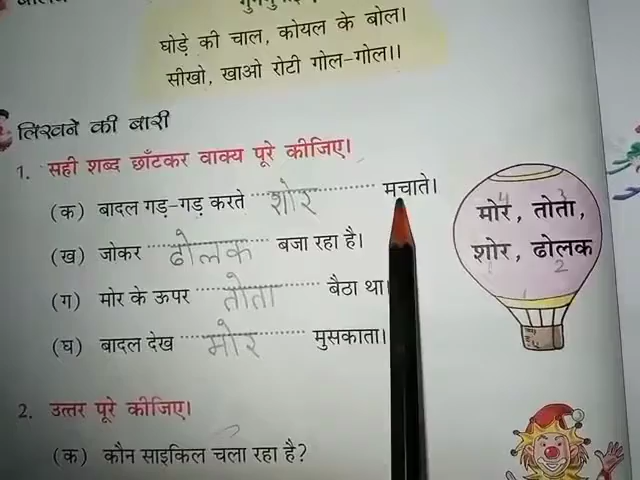 घोड़े की चाल, कोयल के बोल।
सीखो, खाओ रोटी गोल-गोल।।
लिखने की बारी
1. सही शब्द छाँटकर वाक्य पूरे कीजिए।
(क) बादल गड़-गड़ करते शोर मचाते।
(ख) जोकर ढोलक बजा रहा है।
(ग) मोर के ऊपर तोता बैठा था।
(घ) बादल देख मोर मुसकाता।
मोर, तोता,
शोर, ढोलक
2. उत्तर पूरे कीजिए।
(क) कौन साइकिल चला रहा है?